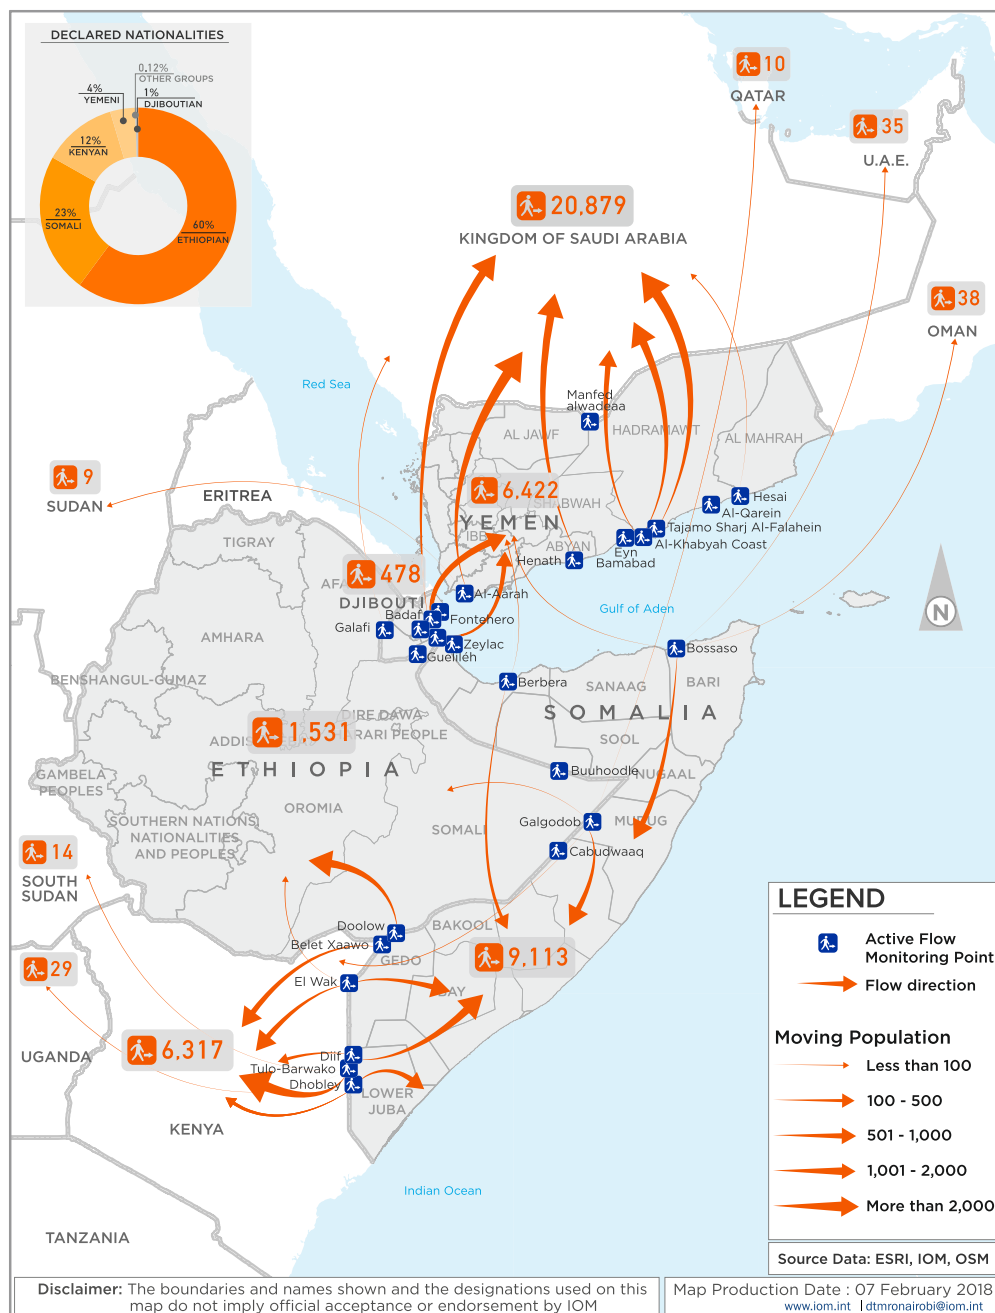 DECLARED NATIONALITIES
0.12%
OTHER GROUPS
4%
YEMENI
1%
DJIBOUTIAN
12%
KENYAN
23%
SOMALI
60%
ETHIOPIAN
10
QATAR
35
U.A.E.
20,879
KINGDOM OF SAUDI ARABIA
38
OMAN
Red Sea
Manfed
alwadeaa
AL JAWF
HADRAMAWT
AL MAHRAH
9
SUDAN
ERITREA
6,422
SHABWAH
YEMEN
IBB
ABYAN
Hesai
Al-Qarein
Tajamo Sharj Al-Falahein
Al-Khabyah Coast
Eyn
Bamabad
Henath
TIGRAY
478
DJIBOUTI
Al-Aarah
Badaf
Fontehero
Galafi
Zeylac
Gueliléh
Gulf of Aden
N
AMHARA
BENSHANGUL-GUMAZ
Berbera
Bossaso
SANAAG
BARI
SOMALIA
SOOL
NUGAAL
1,531
DIRE DAWA
HARARI PEOPLE
ETHIOPIA
GAMBELA
PEOPLES
OROMIA
Buuhoodle
SOUTHERN NATIONS,
NATIONALITIES
AND PEOPLES
SOMALI
Galgodob
MUDUG
Cabudwaaq
14
SOUTH
SUDAN
Doolow
Belet Xaawo
BAKOOL
GEDO
9,113
29
El Wak
BAY
UGANDA
6,317
Diif
Tulo-Barwako
Dhobley
LOWER
JUBA
KENYA
Indian Ocean
TANZANIA
LEGEND
Active Flow
Monitoring Point
Flow direction
Moving Population
Less than 100
100 - 500
501 - 1,000
1,001 - 2,000
More than 2,000
Source Data: ESRI, IOM, OSM
Disclaimer: The boundaries and names shown and the designations used on this
map do not imply official acceptance or endorsement by IOM
Map Production Date : 07 February 2018
www.iom.int | dtmronairobi@iom.int